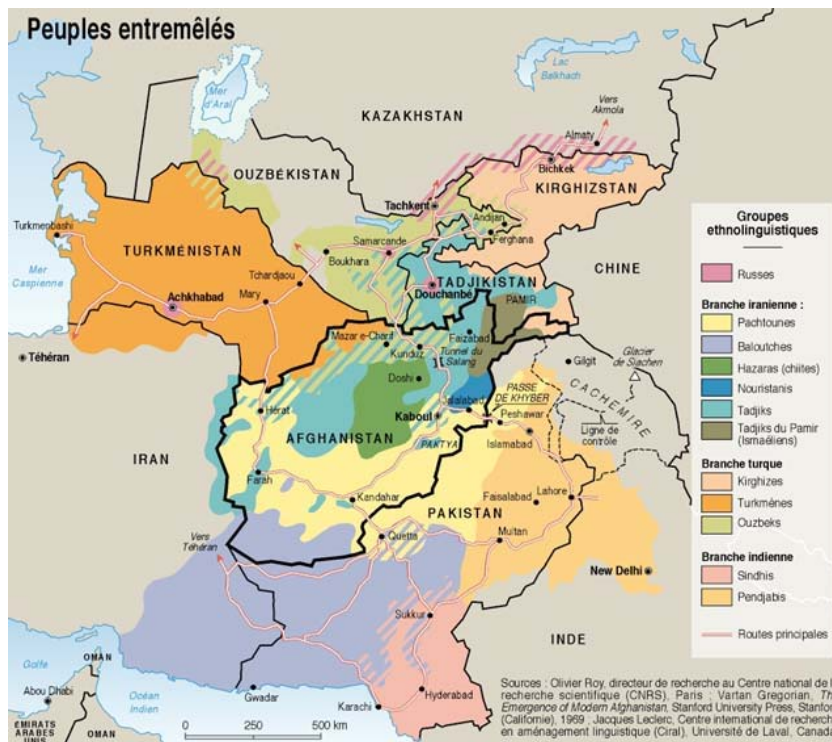 Peuples entremêlés
Mer
d'Aral
Lac
Balkhach
KAZAKHSTAN
Vers
Akmola
Almaty
Bichkek
OUZBÉKISTAN
KIRGHIZSTAN
Tachkent
Andijan
Ferghana
Turkmenbashi
TURKMÉNISTAN
Samarcande
Boukhara
CHINE
Mer
Caspienne
Tchardjaou
TADJIKISTAN
Douchanbé
Achkhabad
Mary
PAMIR
Téhéran
Mazar e-Charif
Faizabad
Kunduz
Tunnel du
Salang
Gilgit
Glacier
de Siachen
Doshi
CACHEMIRE
PASSE
DE KHYBER
Hérat
Jalalabad
Kaboul
Peshawar
Ligne de
contrôle
AFGHANISTAN
PAKTYA
Islamabad
IRAN
Farah
Kandahar
Faisalabad
Lahore
PAKISTAN
Vers
Téhéran
Quetta
Multan
New Delhi
Sukkur
INDE
Golfe
OMAN
Abou Dhabi
Océan
Indien
Gwadar
Karachi
Hyderabad
ÉMIRATS
ARABES
UNIS
OMAN
0 250 500 km
Groupes
ethnolinguistiques
Russes
Branche iranienne :
Pachtounes
Baloutches
Hazaras (chiites)
Nouristanis
Tadjiks
Tadjiks du Pamir
(Ismaéliens)
Branche turque
Kirghizes
Turkmènes
Ouzbeks
Branche indienne
Sindhis
Pendjabis
Routes principales
Sources : Olivier Roy, directeur de recherche au Centre national de
recherche scientifique (CNRS), Paris ; Vartan Gregorian,
Emergence of Modern Afghanistan, Stanford University Press,
(Californie), 1969 ; Jacques Leclerc, Centre international de
en aménagement linguistique (Ciral), Université de Laval,